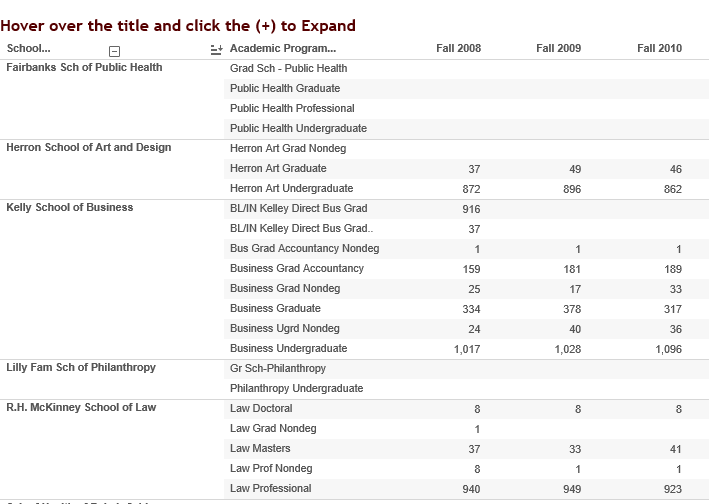 Hover over the title and click the (+) to Expand
School... Academic Program... Fall 2008 Fall 2009 Fall 2010
Fairbanks Sch of Public Health Grad Sch - Public Health
Public Health Graduate
Public Health Professional
Public Health Undergraduate
Herron School of Art and Design Herron Art Grad Nondeg
Herron Art Graduate 37 49 46
Herron Art Undergraduate 872 896 862
Kelly School of Business BL/IN Kelley Direct Bus Grad 916
BL/IN Kelley Direct Bus Grad.. 37
Bus Grad Accountancy Nondeg 1 1 1
Business Grad Accountancy 159 181 189
Business Grad Nondeg 25 17 33
Business Graduate 334 378 317
Business Ugrd Nondeg 24 40 36
Business Undergraduate 1,017 1,028 1,096
Lilly Fam Sch of Philanthropy Gr Sch-Philanthropy
Philanthropy Undergraduate
R.H. McKinney School of Law Law Doctoral 8 8 8
Law Grad Nondeg 1
Law Masters 37 33 41
Law Prof Nondeg 8 1 1
Law Professional 940 949 923